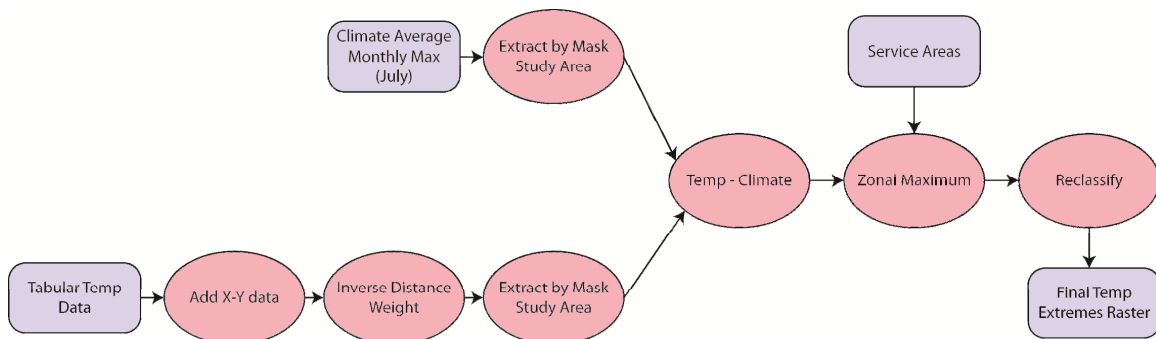 Climate Average
Monthly Max
(July)
Extract by Mask
Study Area
Service Areas
Temp - Climate
Zonal Maximum
Reclassify
Tabular Temp
Data
Add X-Y data
Inverse Distance
Weight
Extract by Mask
Study Area
Final Temp
Extremes Raster